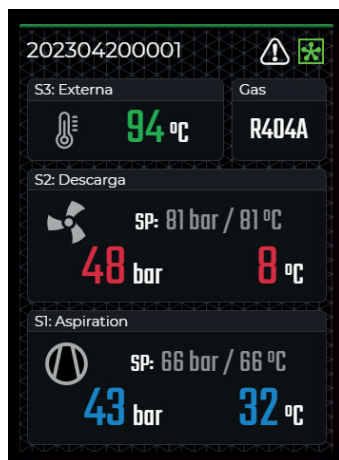 202304200001
S3: Externa
Gas
94 ºC
R404A
S2: Descarga
SP: 81 bar / 81 ºC
48 bar
8 ºC
S1: Aspiration
SP: 66 bar / 66 ºC
43 bar
32 ºC